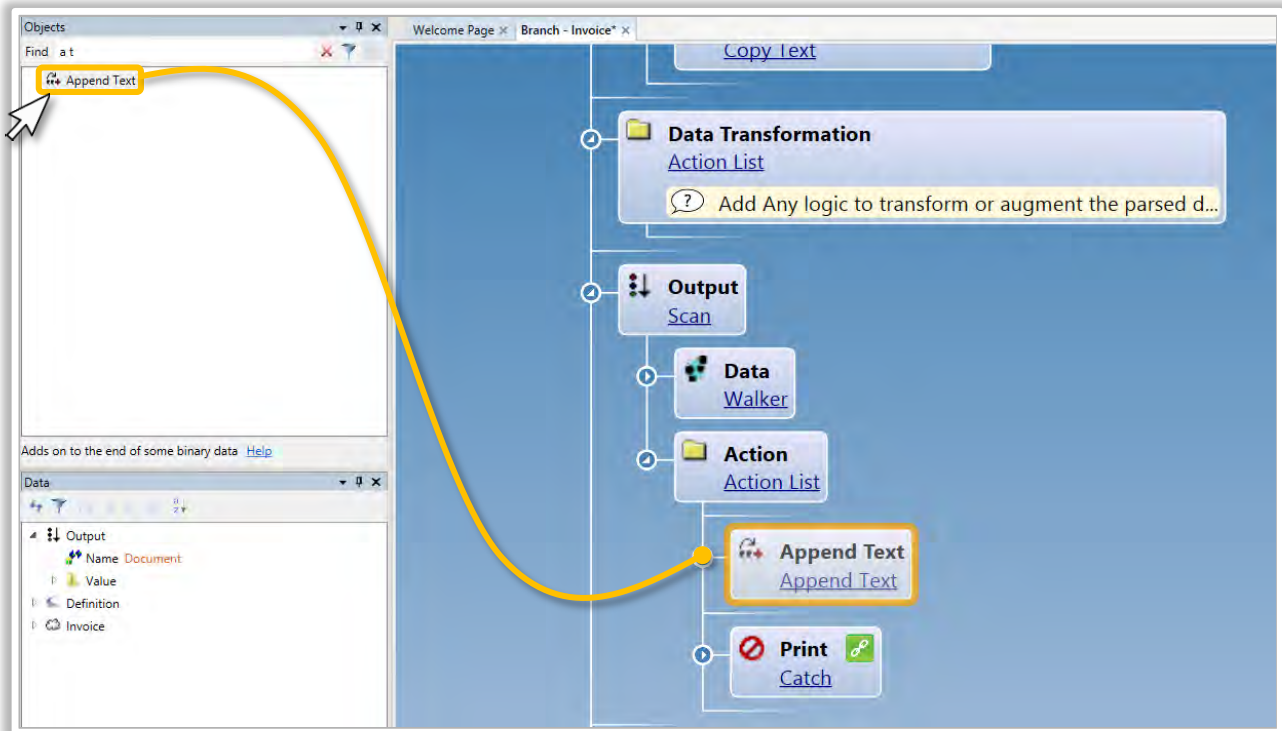 Objects
Find a t
Append Text
Adds on to the end of some binary data Help
Data
Output
Name Document
Value
Definition
Invoice
Welcome Page Branch - Invoice*
Copy Text
Data Transformation
Action List
? Add Any logic to transform or augment the parsed d...
Output
Scan
Data
Walker
Action
Action List
Append Text
Append Text
Print
Catch